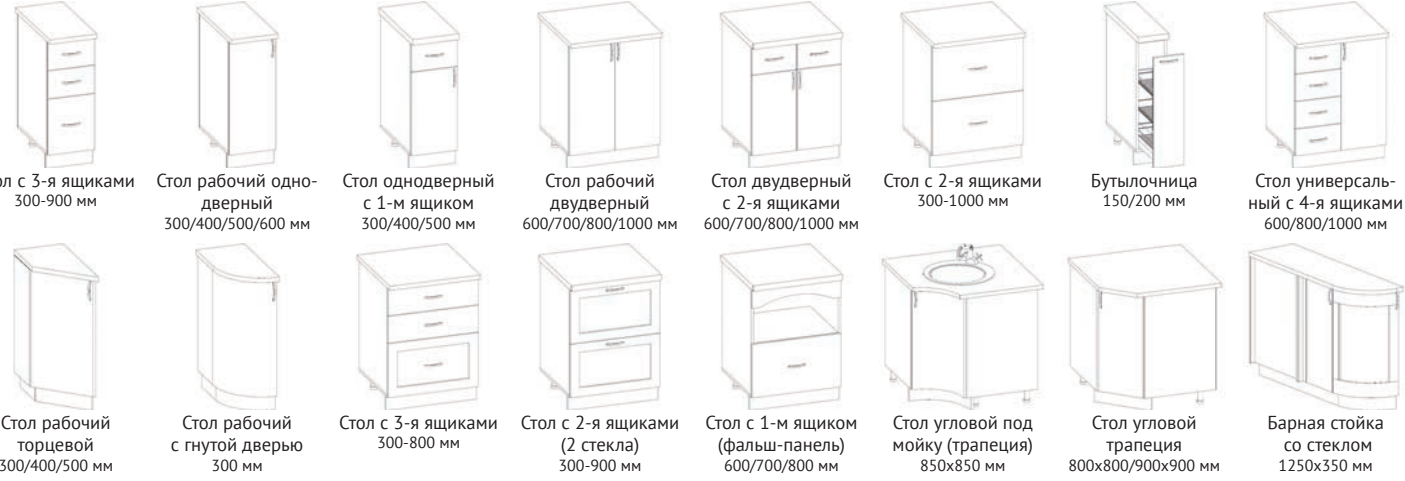 ол с 3-я ящиками
300-900 мм
Стол рабочий одно-
дверный
300/400/500/600 мм
Стол однодверный
с 1-м ящиком
300/400/500 мм
Стол рабочий
двудверный
600/700/800/1000 мм
Стол двудверный
с 2-я ящиками
600/700/800/1000 мм
Стол с 2-я ящиками
300-1000 мм
Бутылочница
150/200 мм
Стол универсаль-
ный с 4-я ящиками
600/800/1000 мм
Стол рабочий
торцевой
300/400/500 мм
Стол рабочий
с гнутой дверью
300 мм
Стол с 3-я ящиками
300-800 мм
Стол с 2-я ящиками
(2 стекла)
300-900 мм
Стол с 1-м ящиком
(фальш-панель)
600/700/800 мм
Стол угловой под
мойку (трапеция)
850х850 мм
Стол угловой
трапеция
800х800/900х900 мм
Барная стойка
со стеклом
1250х350 мм